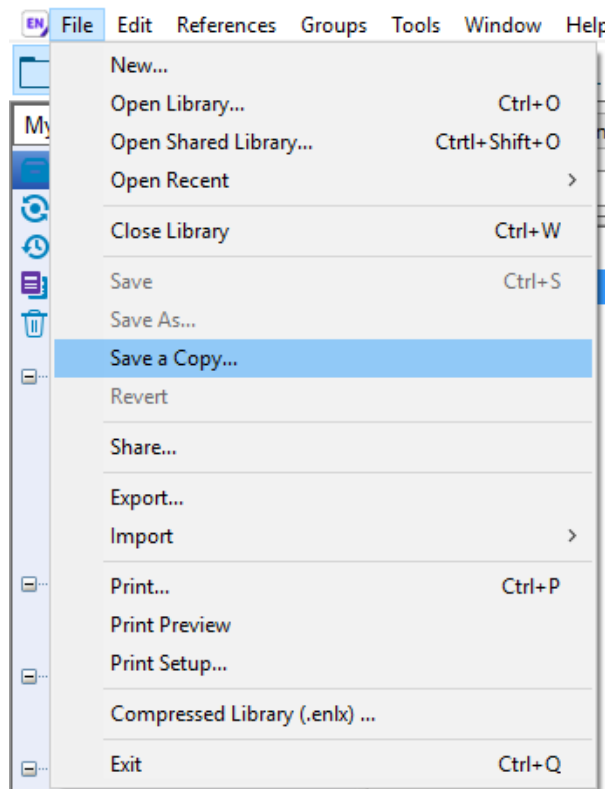 EN File Edit References Groups Tools Window Help
New...
Open Library... Ctrl+O
My
Open Shared Library... Ctrtl+Shift+O
Open Recent >
Close Library Ctrl+W
Save Ctrl+S
Save As...
Save a Copy...
Revert
Share...
Export...
Import >
Print... Ctrl+P
Print Preview
Print Setup...
Compressed Library (.enlx) ...
Exit Ctrl+Q